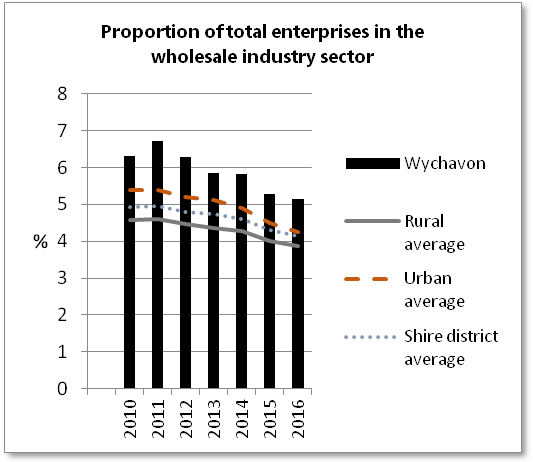 Proportion of total enterprises in the
wholesale industry sector
8
7
6
5
4
3
2
1
0
%
2010
2011
2012
2013
2014
2015
2016
Wychavon
Rural
average
Urban
average
Shire district
average